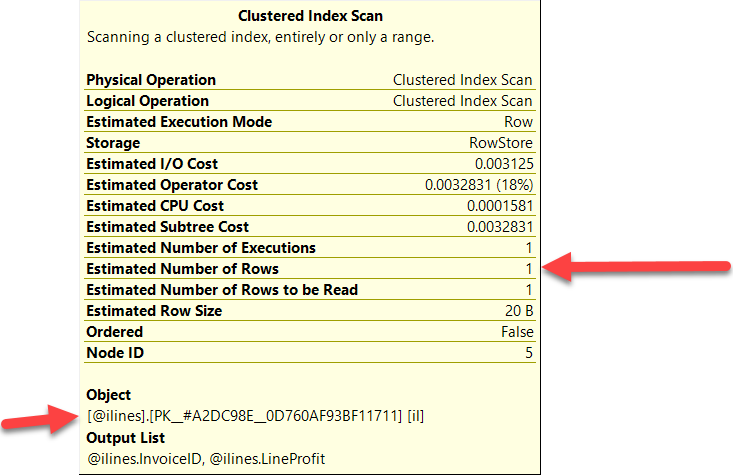 Clustered Index Scan
Scanning a clustered index, entirely or only a range.
Physical Operation Clustered Index Scan
Logical Operation Clustered Index Scan
Estimated Execution Mode Row
Storage RowStore
Estimated I/O Cost 0.003125
Estimated Operator Cost 0.0032831 (18%)
Estimated CPU Cost 0.0001581
Estimated Subtree Cost 0.0032831
Estimated Number of Executions 1
Estimated Number of Rows 1
Estimated Number of Rows to be Read 1
Estimated Row Size 20 B
Ordered False
Node ID 5
Object
[@ilines].[PK__#A2DC98E__0D760AF93BF11711] [il]
Output List
@ilines.InvoiceID, @ilines.LineProfit